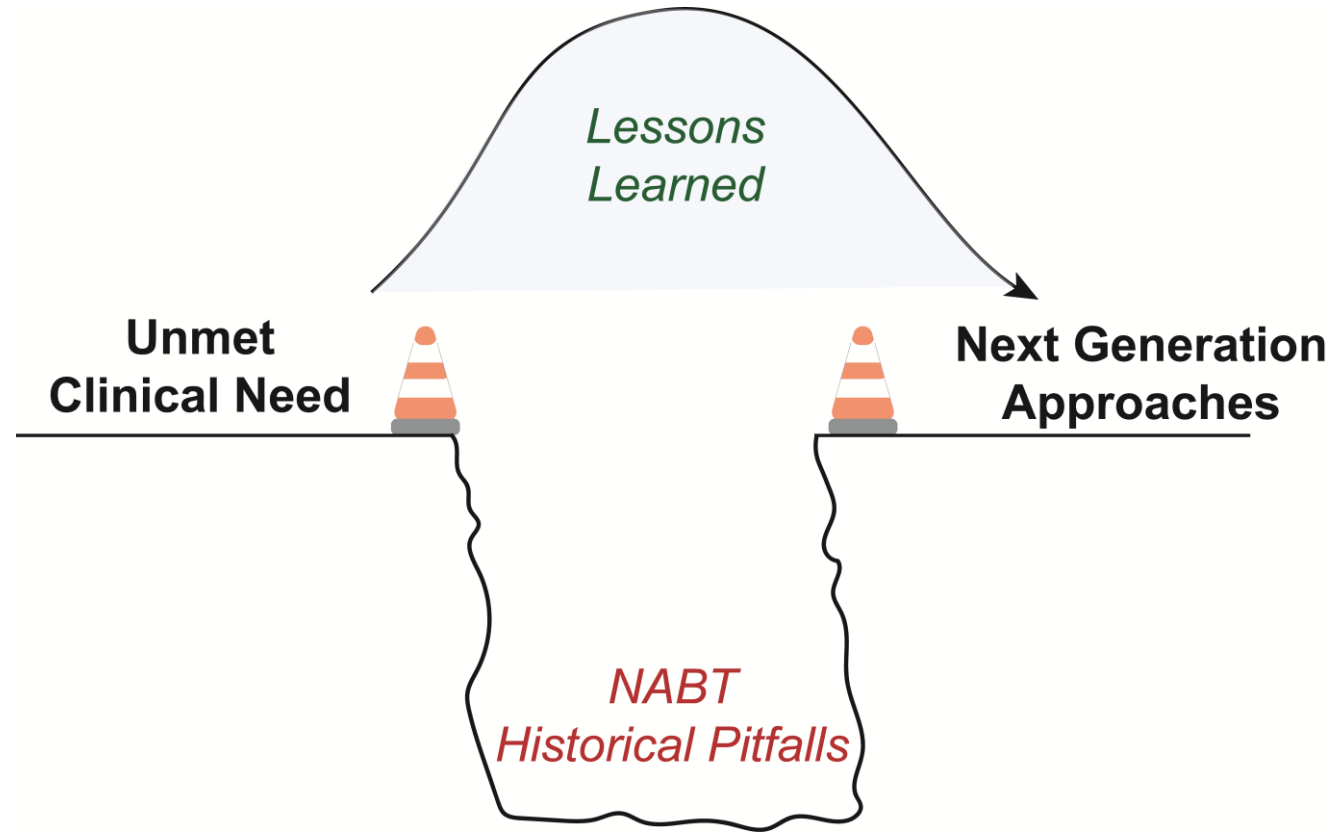 Lessons
Learned
Unmet
Clinical Need
Next Generation
Approaches
NABT
Historical Pitfalls